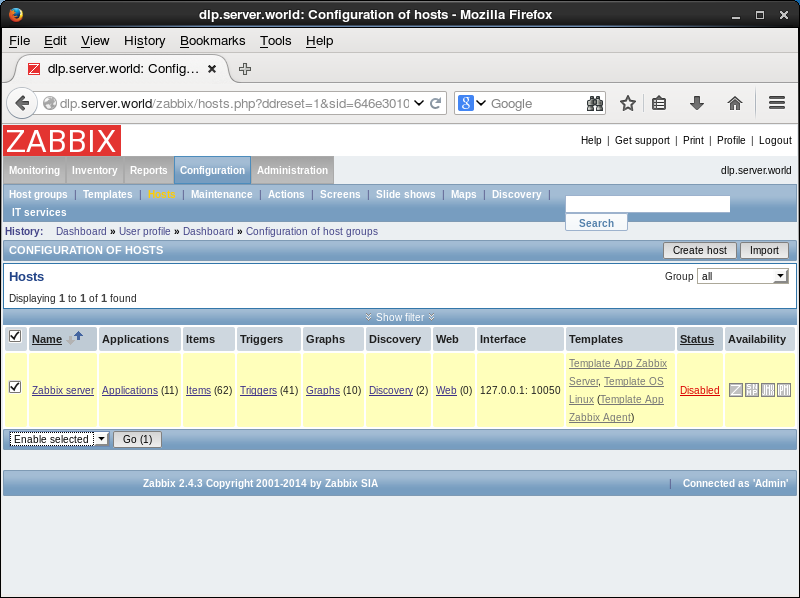 dlp.server.world: Configuration of hosts - Mozilla Firefox
File Edit View History Bookmarks Tools Help
dlp.server.world: Config...
dlp.server.world/zabbix/hosts.php?ddreset=1&sid=646e3010 Google
ZABBIX
Help | Get support | Print | Profile | Logout
Monitoring Inventory Reports Configuration Administration dlp.server.world
Host groups | Templates | Hosts | Maintenance | Actions | Screens | Slide shows | Maps | Discovery |
IT services
Search
History: Dashboard » User profile » Dashboard » Configuration of host groups
CONFIGURATION OF HOSTS Create host Import
Hosts Group all
Displaying 1 to 1 of 1 found
Show filter
Name Applications Items Triggers Graphs Discovery Web Interface Templates Status Availability
Zabbix server Applications (11) Items (62) Triggers (41) Graphs (10) Discovery (2) Web (0) 127.0.0.1: 10050 Template App Zabbix
Server, Template OS
Linux (Template App
Zabbix Agent) Disabled
Enable selected Go (1)
Zabbix 2.4.3 Copyright 2001-2014 by Zabbix SIA | Connected as 'Admin'